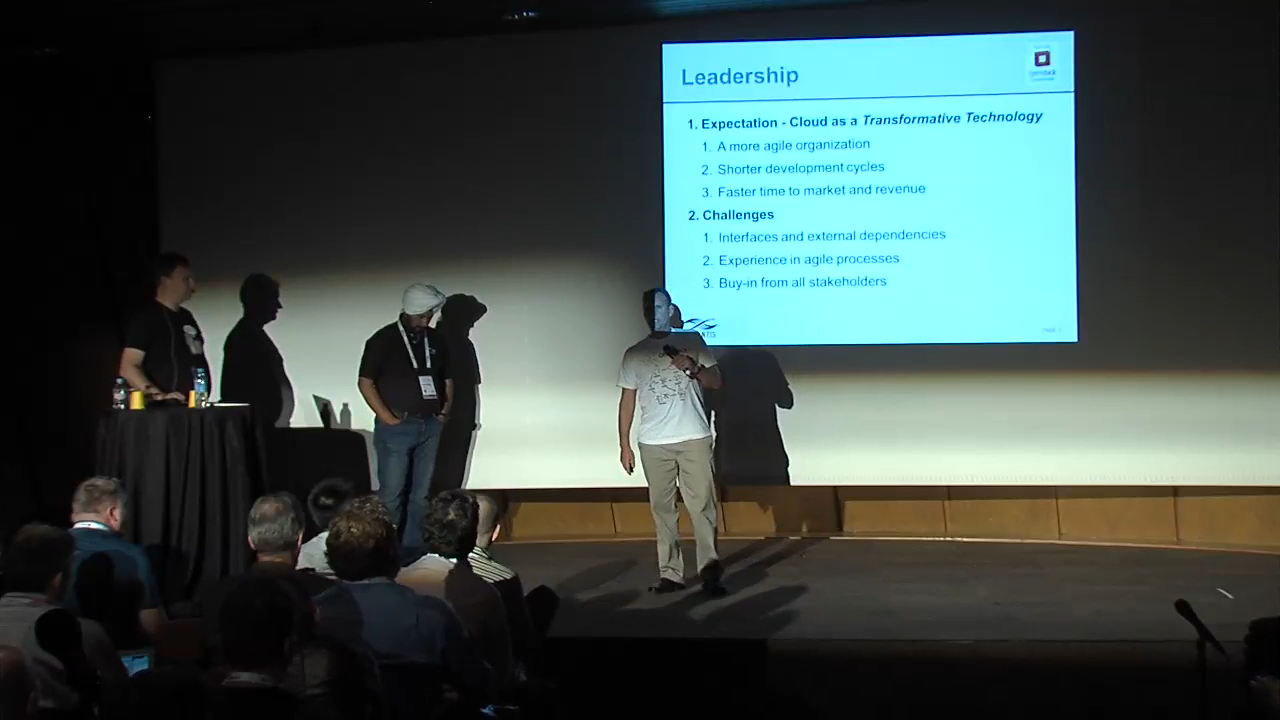 Leadership
1. Expectation - Cloud as a Transformative Technology
1. A more agile organization
2. Shorter development cycles
3. Faster time to market and revenue
2. Challenges
1. Interfaces and external dependencies
2. Experience in agile processes
3. Buy-in from all stakeholders